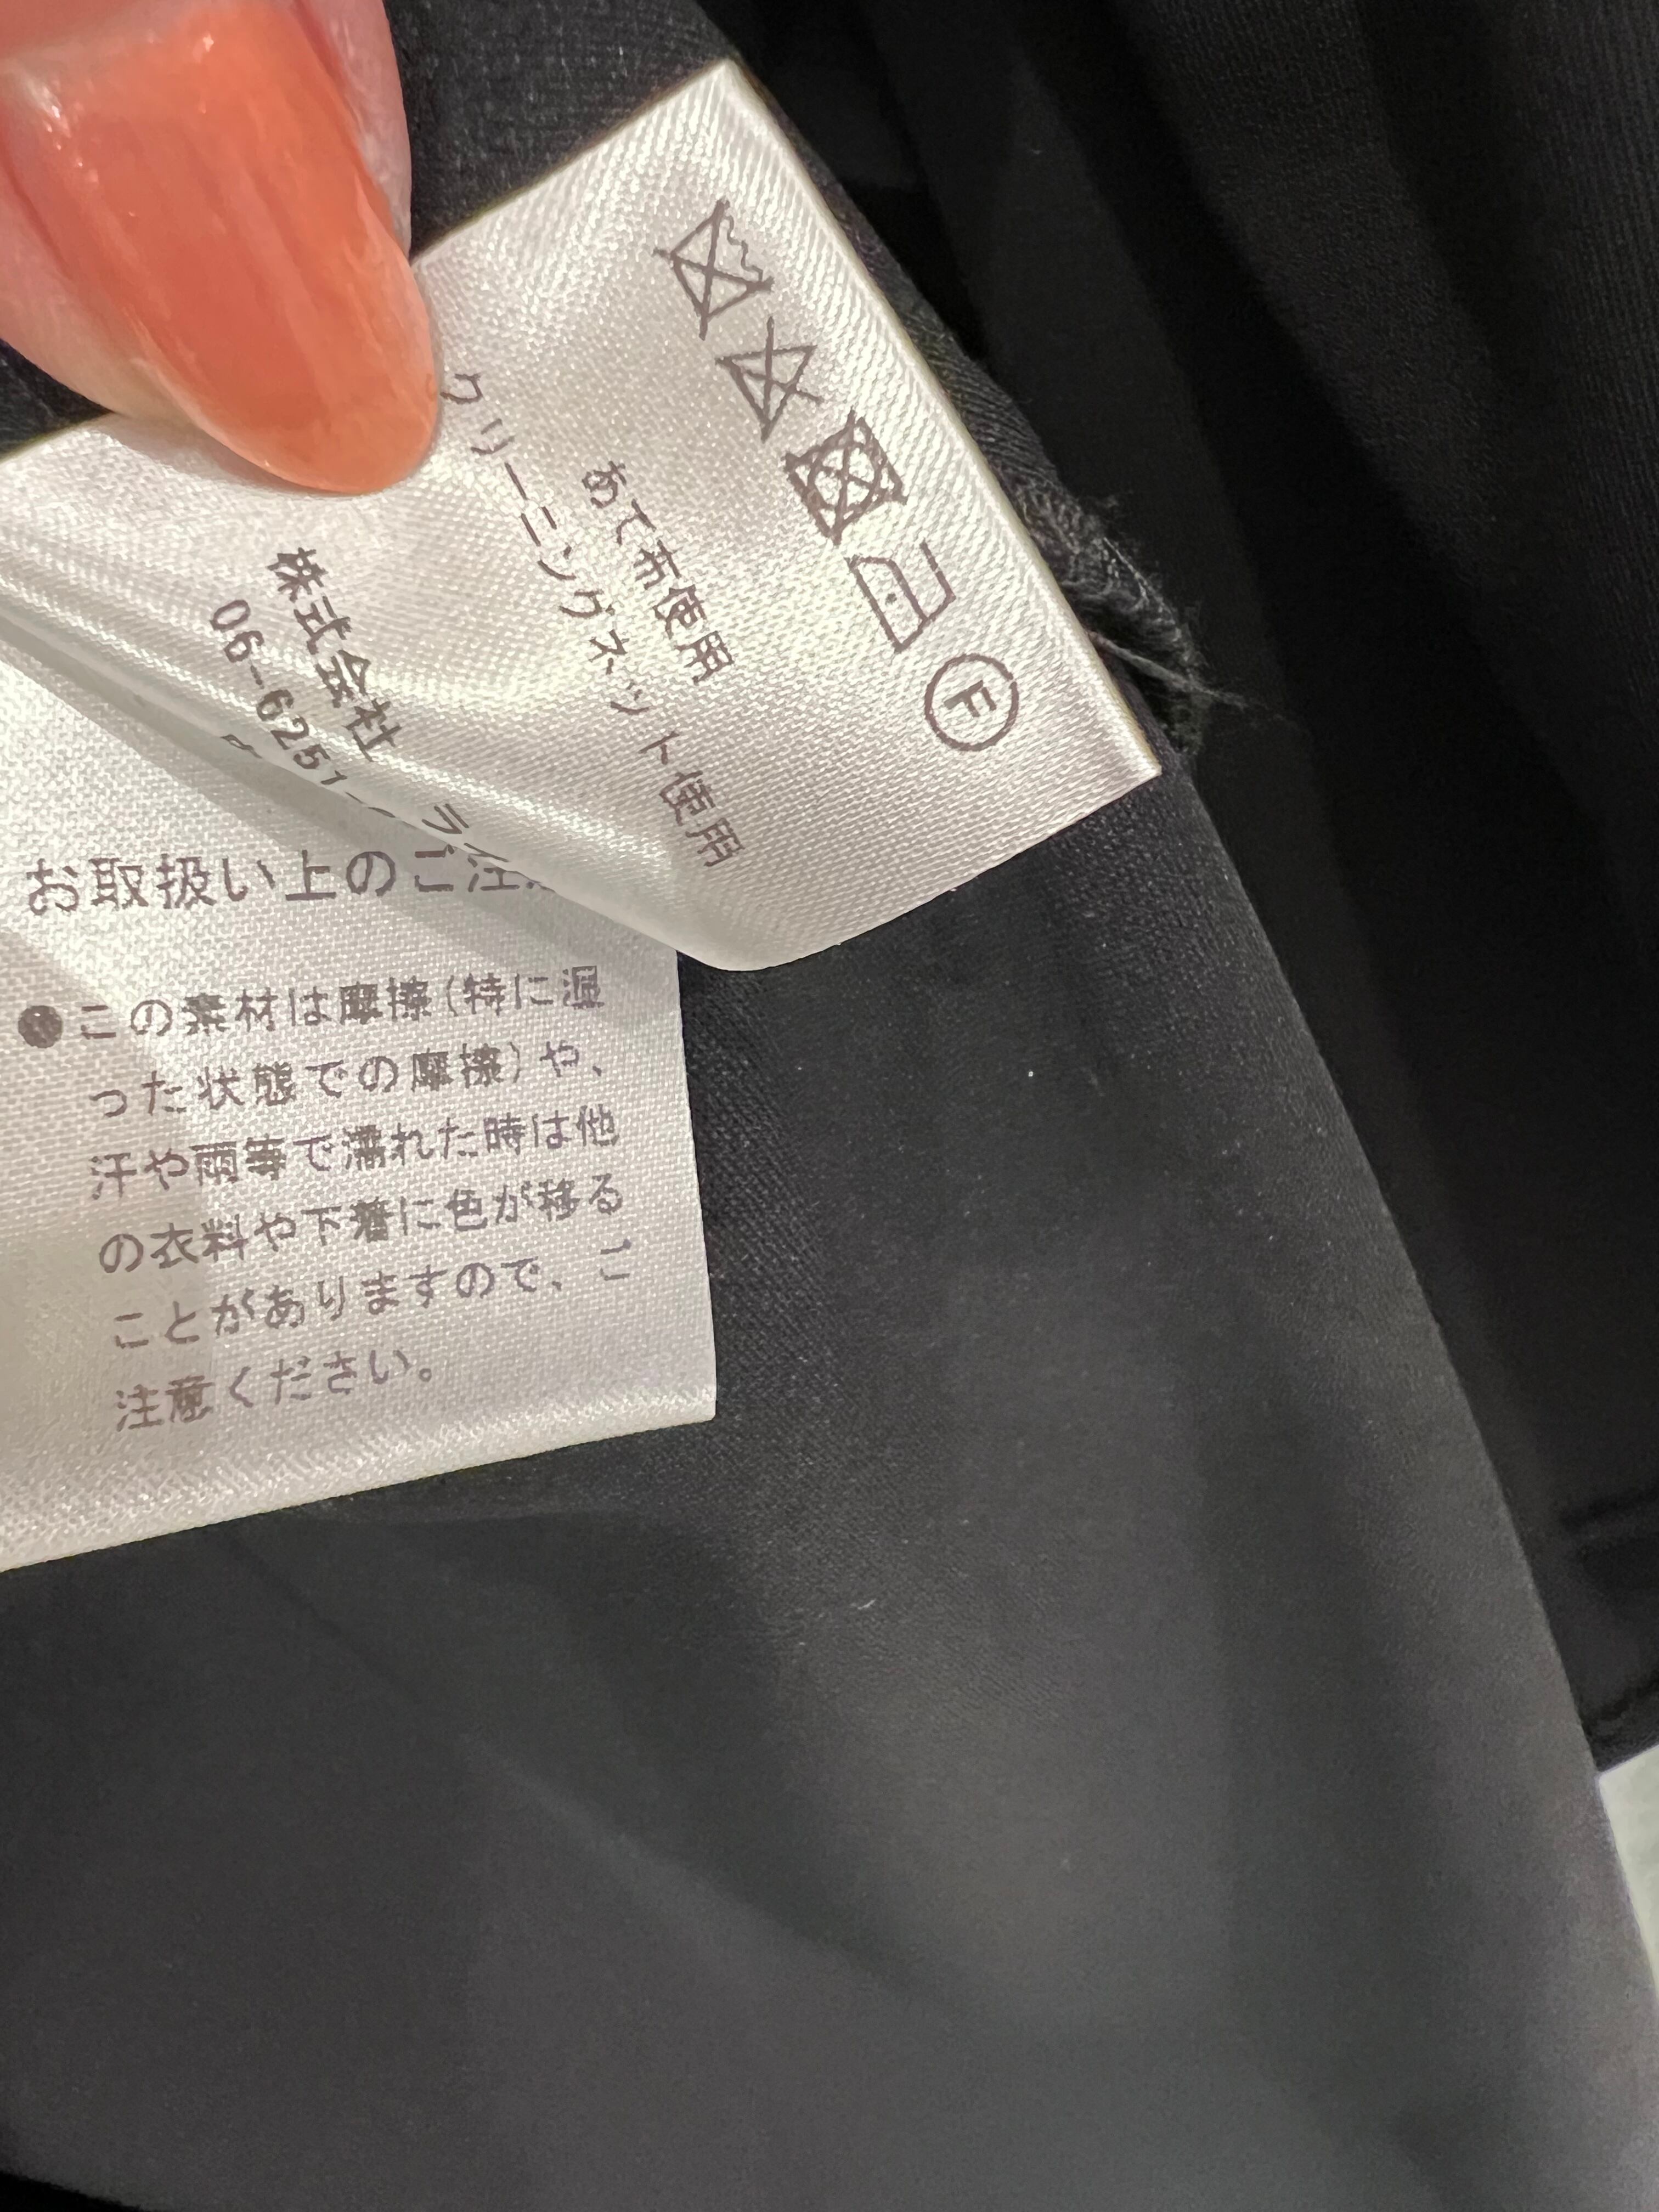 F
あて布使用
クリーニングネット使用
株式会社
06-6251-
お取扱い上のご注
●この素材は摩擦(特に湿
った状態での摩擦)や、
汗や雨等で濡れた時は他
の衣料や下着に色が移る
ことがありますので、ご
注意ください。